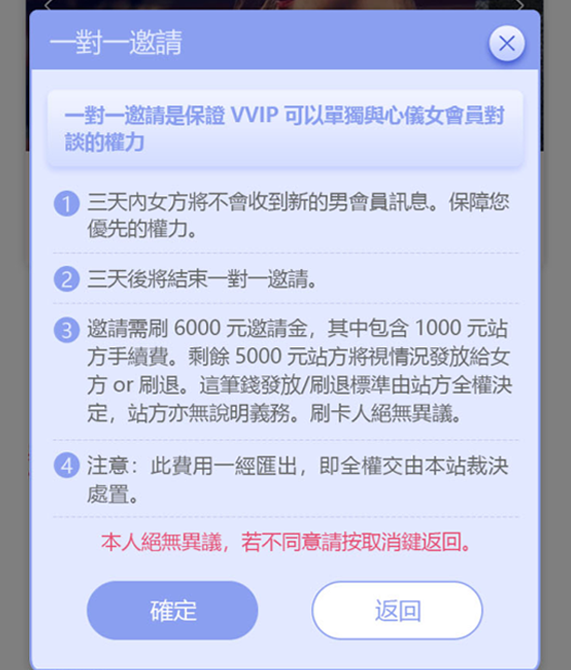 一對一邀請
一對一邀請是保證 VVIP 可以單獨與心儀女會員對
談的權力
1 三天內女方將不會收到新的男會員訊息。保障您
優先的權力。
2 三天後將結束一對一邀請。
3 邀請需刷 6000 元邀請金，其中包含 1000 元站
方手續費。剩餘 5000 元站方將視情況發放給女
方 or 刷退。這筆錢發放/刷退標準由站方全權決
定，站方亦無說明義務。刷卡人絕無異議。
4 注意：此費用一經匯出，即全權交由本站裁決
處置。
本人絕無異議，若不同意請按取消鍵返回。
確定
返回